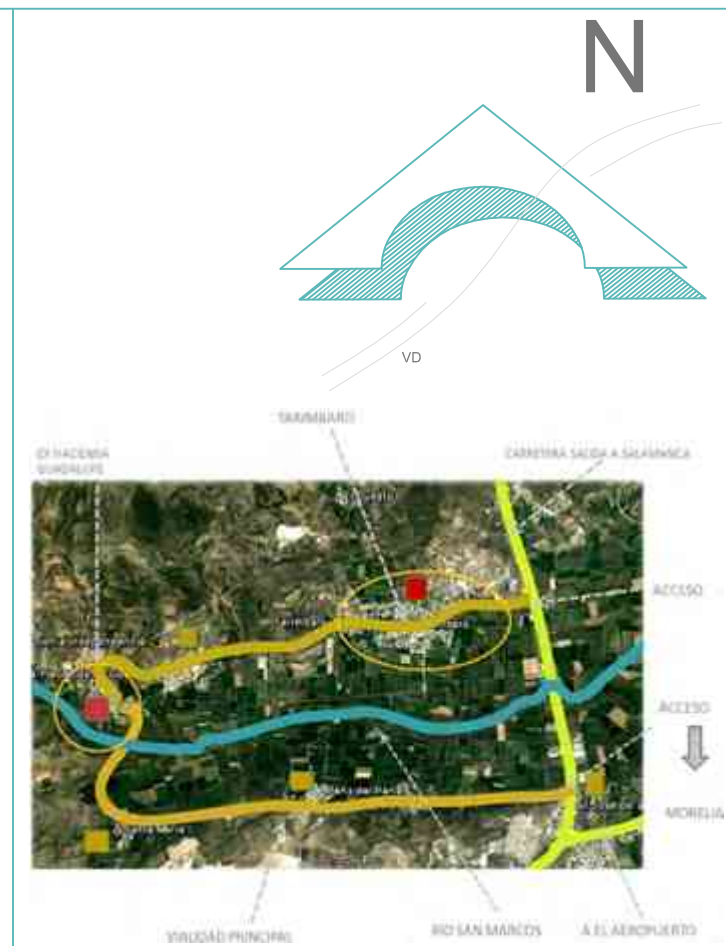 N
VD
TARIMBARO
EX HACIENDA
GUADALUPE
CARRETERA SALIDA A SALAMANCA
ACCESO
ACCESO
MORELIA
VIALIDAD PRINCIPAL
RIO SAN MARCOS
A EL AEROPUERTO